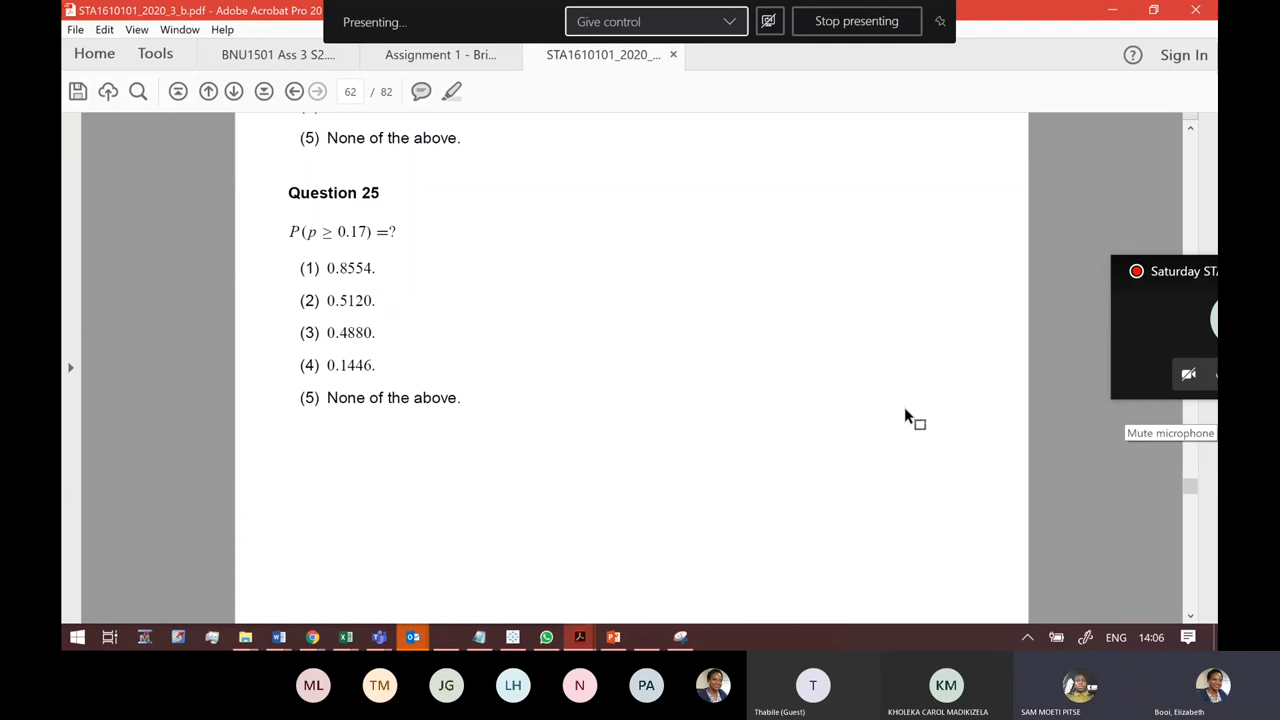 STA1610101_2020_3_b.pdf - Adobe Acrobat Pro 20
Presenting...
Give control
Stop presenting
File Edit View Window Help
Home Tools BNU1501 Ass 3 S2.... Assignment 1 - Bri... STA1610101_2020_... × Sign In
62 / 82
(5) None of the above.
Question 25
P(p ≥ 0.17) =?
(1) 0.8554.
(2) 0.5120.
(3) 0.4880.
(4) 0.1446.
(5) None of the above.
Saturday ST
Mute microphone
ENG 14:06
ML TM JG LH N PA T KM
Thabile (Guest) KHOLEKA CAROL MADIKIZELA SAM MOETI PITSE Booi, Elizabeth